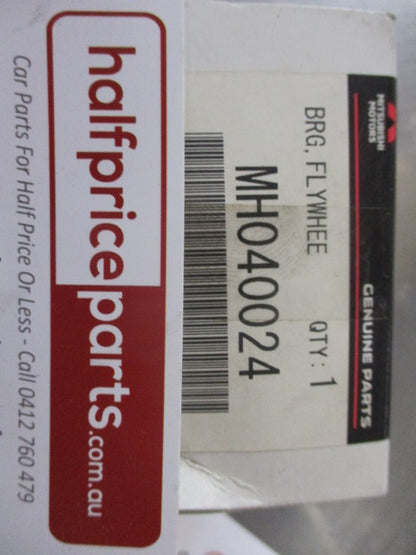 MITSUBISHI
MOTORS
GENUINE PARTS
BRG, FLYWHEE QTY: 1
MH040024
halfpriceparts.com.au
Car Parts For Half Price Or Less - Call 0412 760 479